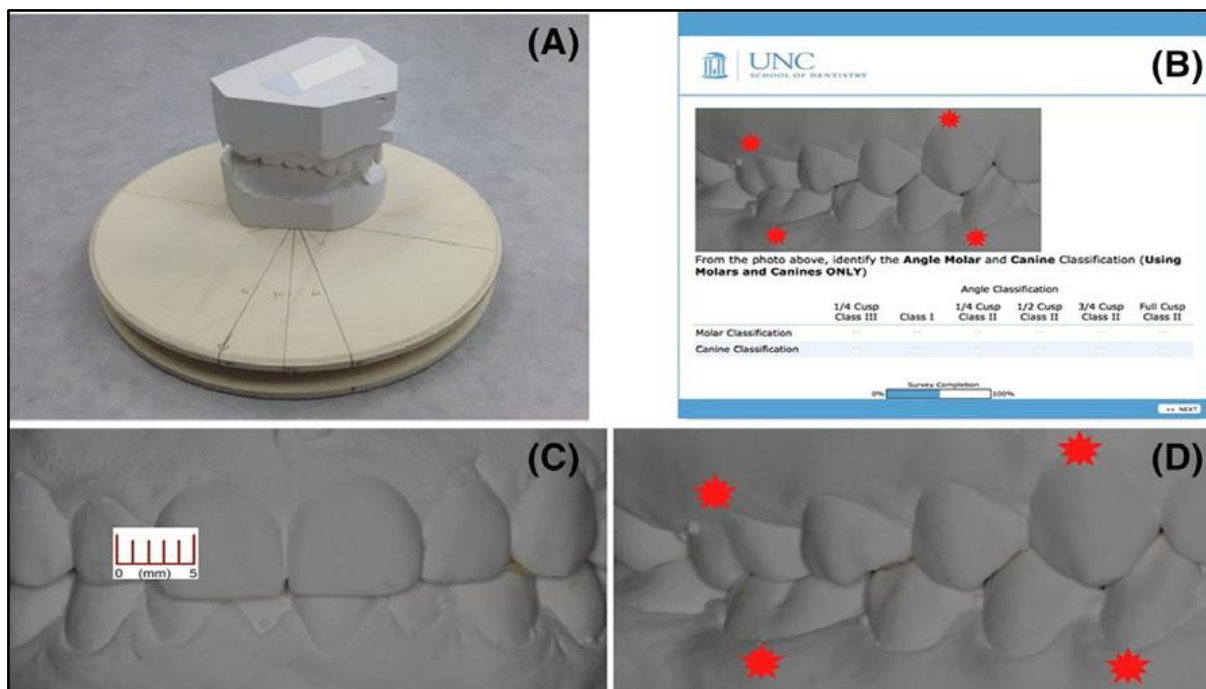 (A)
(B)
UNC
SCHOOL OF DENTISTRY
From the photo above, identify the Angle Molar and Canine Classification (Using
Molars and Canines ONLY)
Angle Classification
1/4 Cusp Class III
Class I
1/4 Cusp Class II
1/2 Cusp Class II
3/4 Cusp Class II
Full Cusp Class II
Molar Classification
Canine Classification
Survey Completion
0%
100%
>> NEXT
(C)
0 (mm) 5
(D)